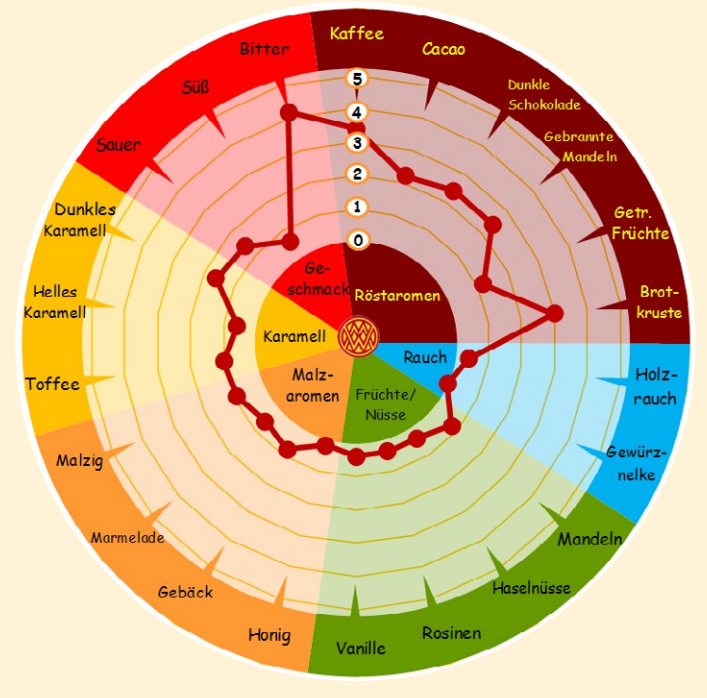 Kaffee
Cacao
Dunkle
Schokolade
Gebrannte
Mandeln
Getr.
Früchte
Brot-
kruste
Holz-
rauch
Gewürz-
nelke
Mandeln
Haselnüsse
Rosinen
Vanille
Honig
Gebäck
Marmelade
Malzig
Toffee
Helles
Karamell
Dunkles
Karamell
Sauer
Süß
Bitter
5
4
3
2
1
0
Ge-
schmack
Röstaromen
Karamell
Rauch
Malz-
aromen
Früchte/
Nüsse